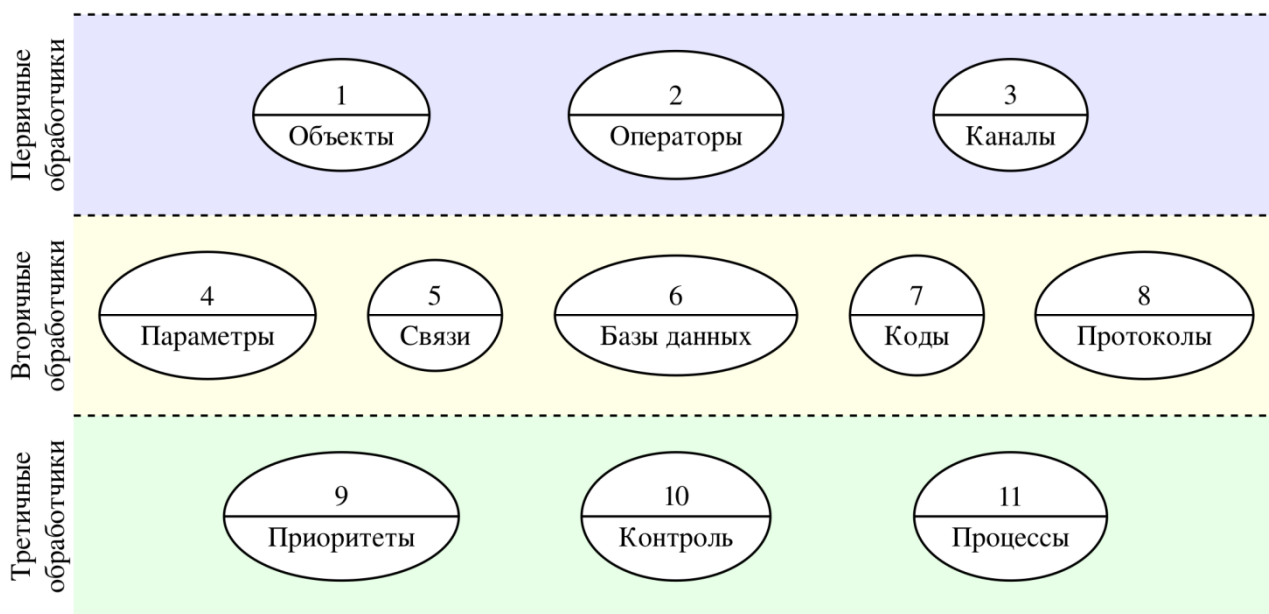 Первичные
обработчики
1
Объекты
2
Операторы
3
Каналы
Вторичные
обработчики
4
Параметры
5
Связи
6
Базы данных
7
Коды
8
Протоколы
Третичные
обработчики
9
Приоритеты
10
Контроль
11
Процессы